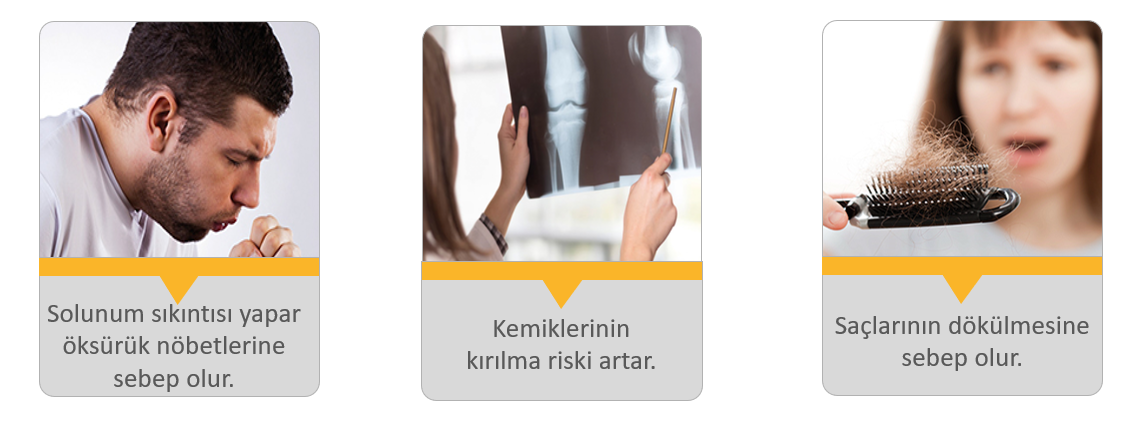 Solunum sıkıntısı yapar
öksürük nöbetlerine
sebep olur.
Kemiklerinin
kırılma riski artar.
Saçlarının dökülmesine
sebep olur.